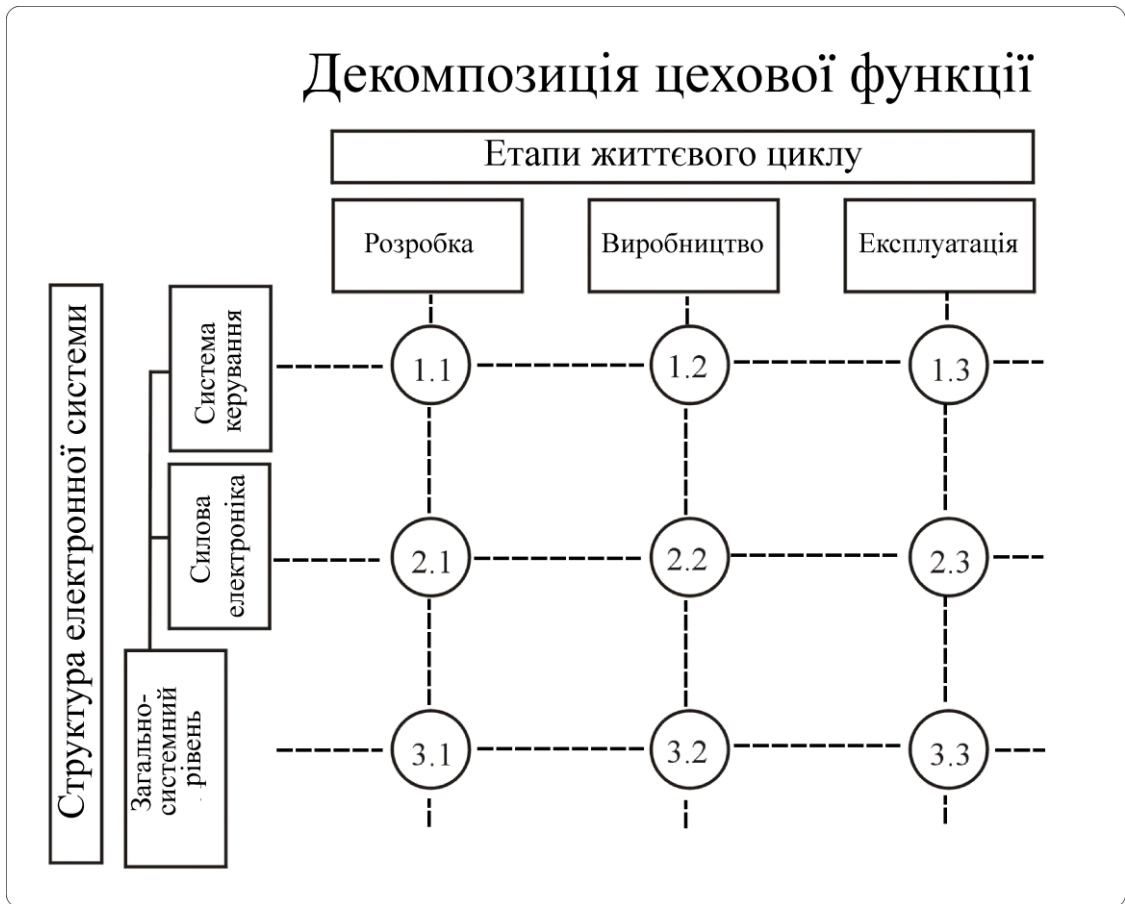 Декомпозиція цехової функції
Етапи життєвого циклу
Розробка
Виробництво
Експлуатація
Структура електронної системи
Система
керування
1.1
1.2
1.3
Силова
електроніка
2.1
2.2
2.3
Загально-
системний
рівень
3.1
3.2
3.3